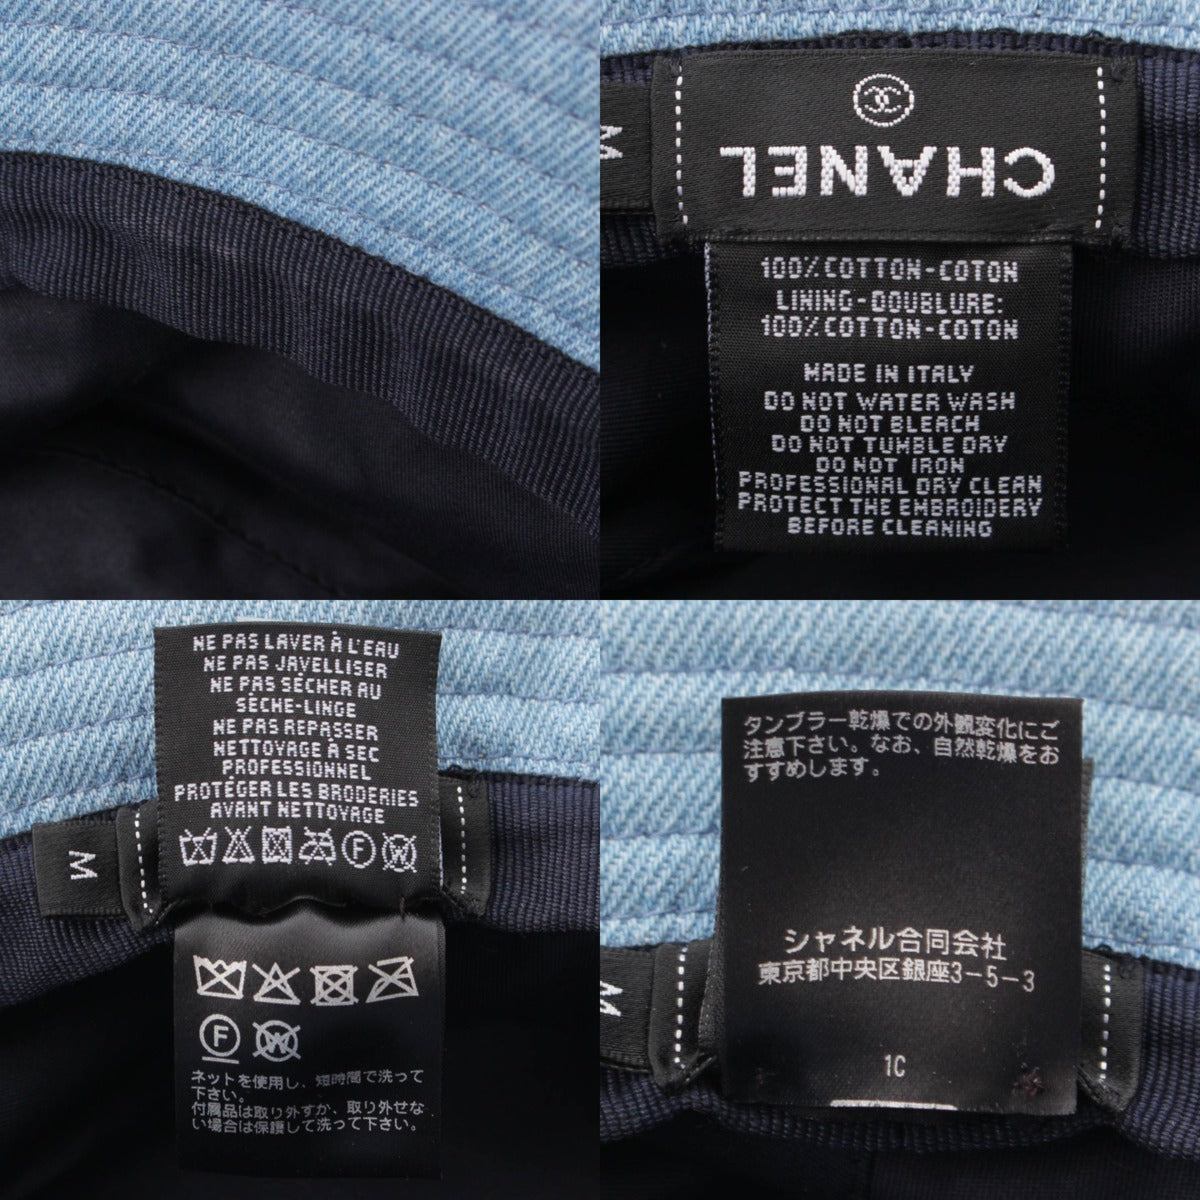 M
CHANEL
100% COTTON-COTON
LINING-DOUBLURE:
100% COTTON-COTON
MADE IN ITALY
DO NOT WATER WASH
DO NOT BLEACH
DO NOT TUMBLE DRY
DO NOT IRON
PROFESSIONAL DRY CLEAN
PROTECT THE EMBROIDERY
BEFORE CLEANING
NE PAS LAVER À L'EAU
NE PAS JAVELLISER
NE PAS SÉCHER AU
SÈCHE-LINGE
NE PAS REPASSER
NETTOYAGE À SEC
PROFESSIONNEL
PROTÉGER LES BRODERIES
AVANT NETTOYAGE
F W
M
F W
ネットを使用し、短時間で洗って
下さい。
付属品は取り外すか、取り外せな
い場合は保護して洗って下さい。
タンブラー乾燥での外観変化にご
注意下さい。なお、自然乾燥をお
すすめします。
シャネル合同会社
東京都中央区銀座3-5-3
M
1C